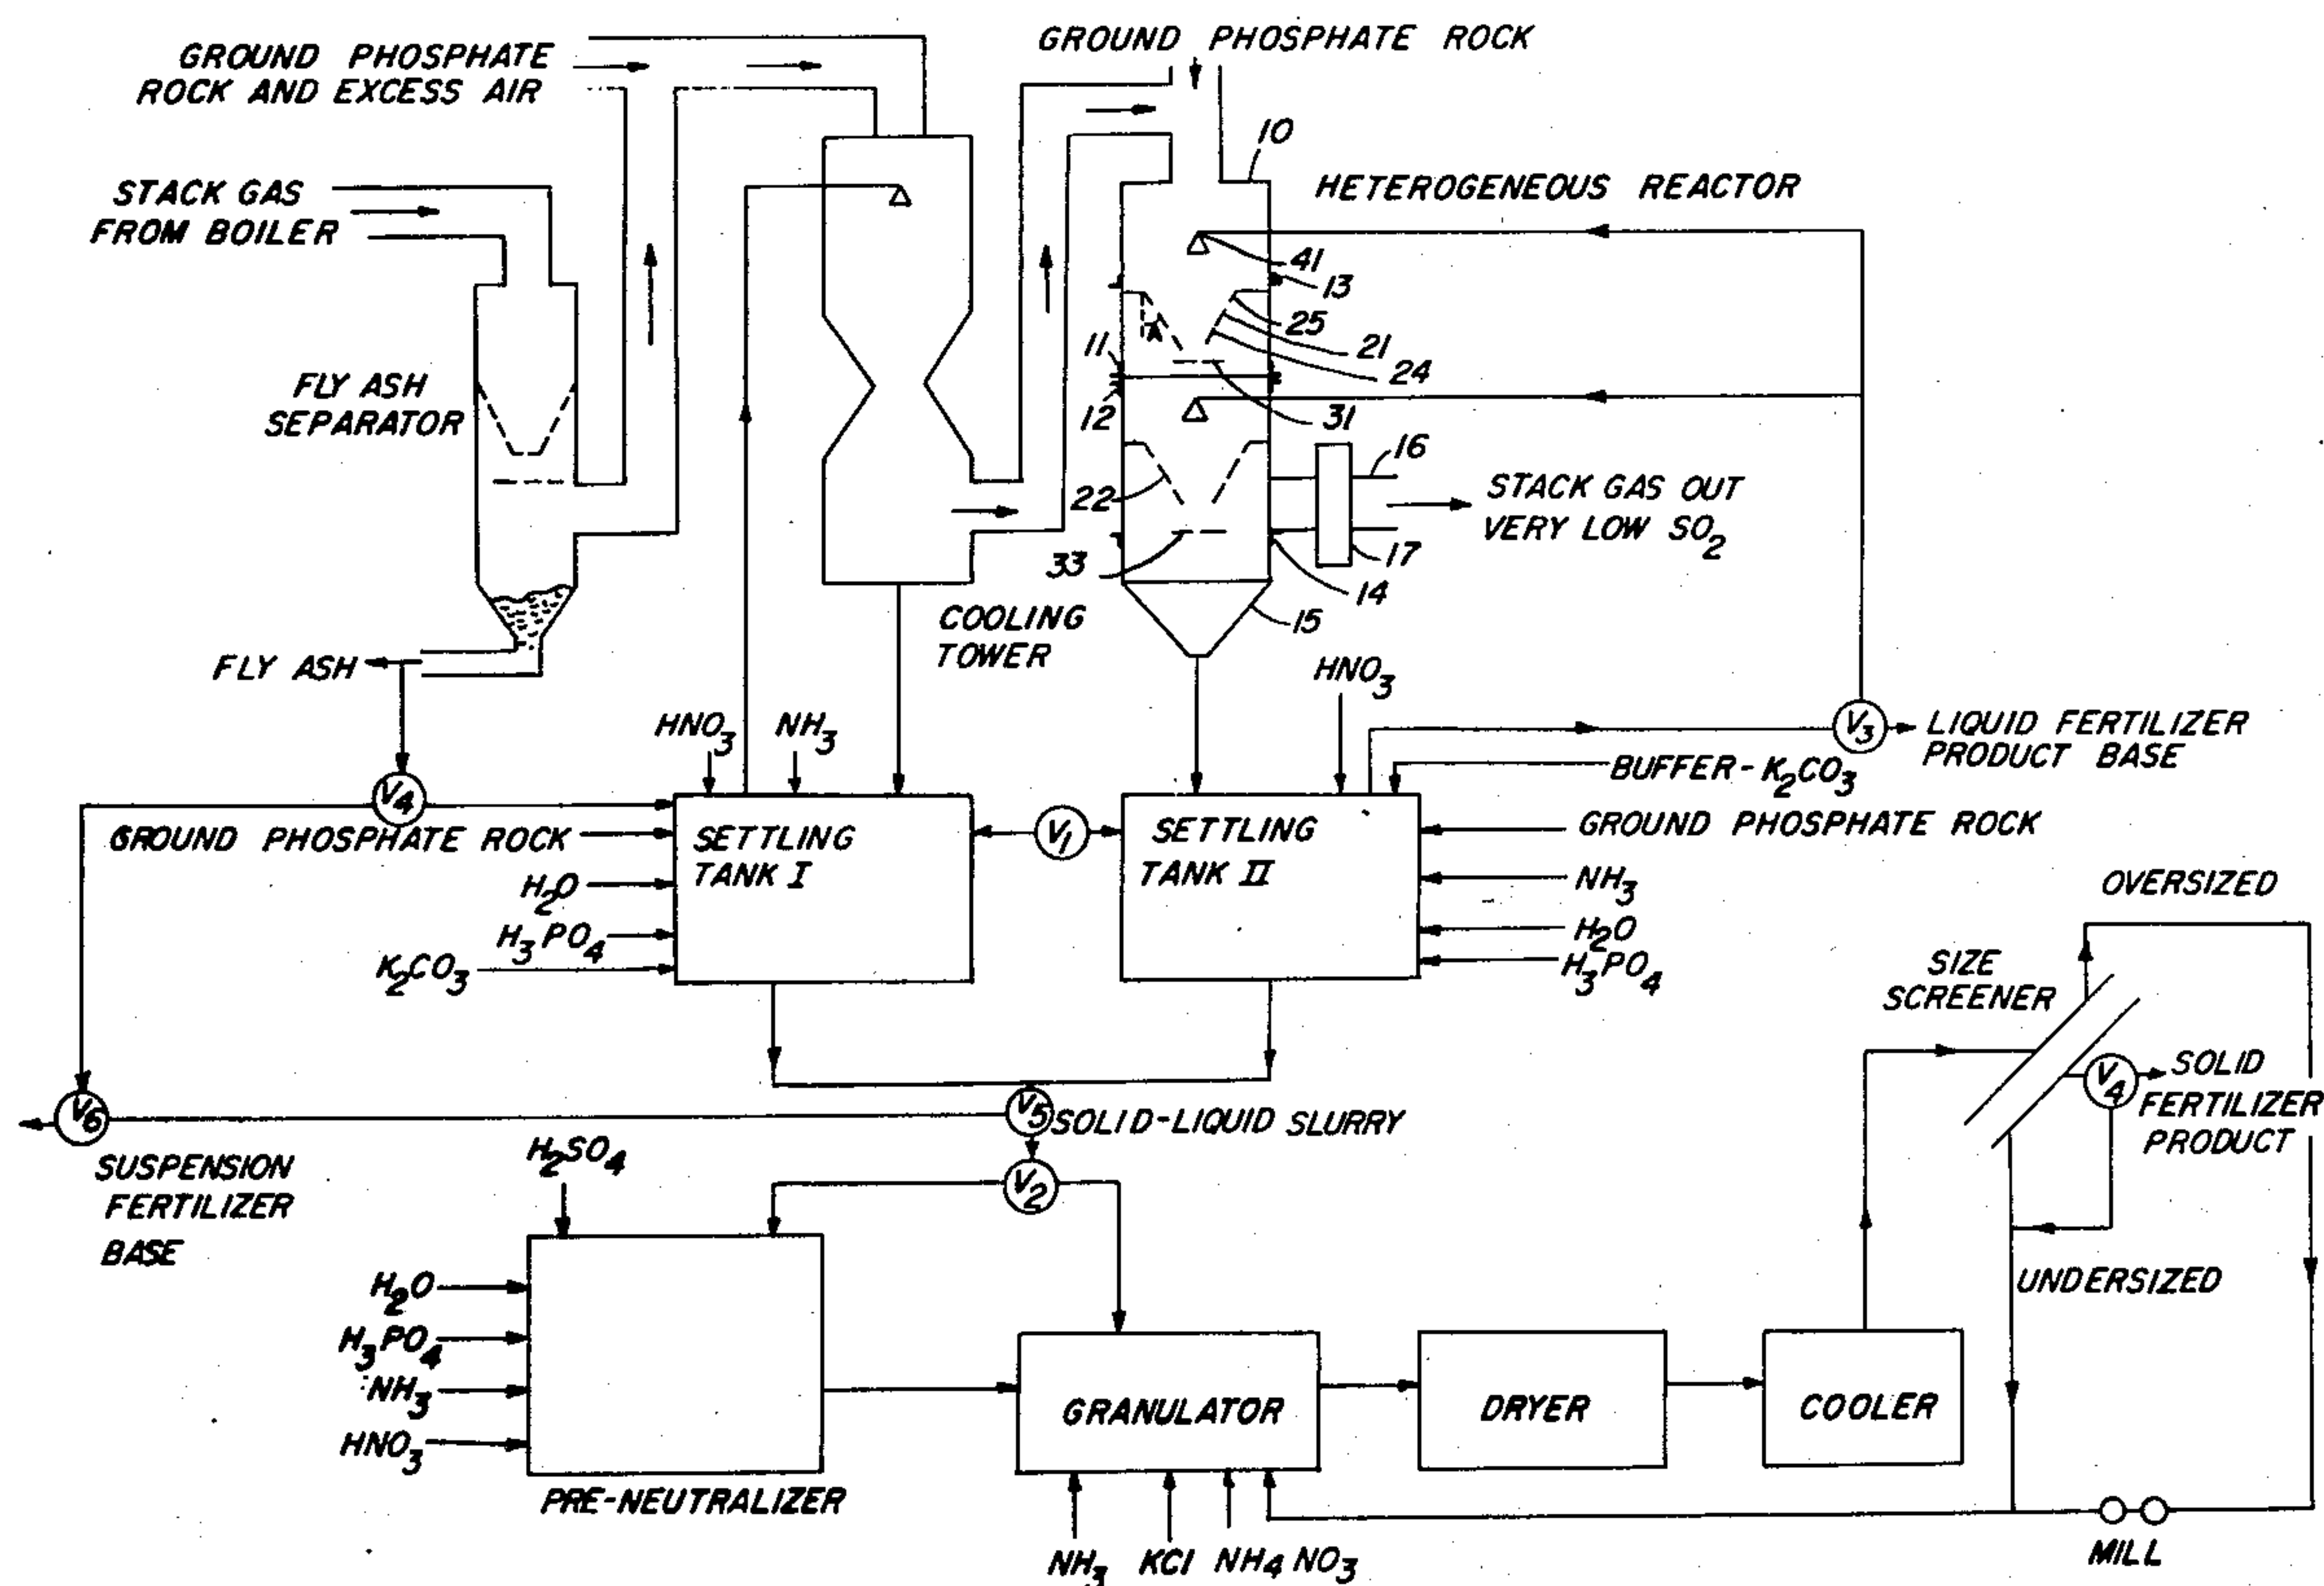 GROUND PHOSPHATE
ROCK AND EXCESS AIR
GROUND PHOSPHATE ROCK
STACK GAS
FROM BOILER
10
HETEROGENEOUS REACTOR
41
13
25
A
21
11
24
12
31
FLY ASH
SEPARATOR
16
22
STACK GAS OUT
VERY LOW SO2
33
17
14
15
COOLING
TOWER
FLY ASH
HNO3
HNO3
NH3
V3
LIQUID FERTILIZER
PRODUCT BASE
BUFFER-K2CO3
V4
GROUND PHOSPHATE ROCK
SETTLING
TANK I
V1
SETTLING
TANK II
GROUND PHOSPHATE ROCK
H2O
NH3
H3PO4
H2O
K2CO3
H3PO4
OVERSIZED
SIZE
SCREENER
V4
SOLID
FERTILIZER
PRODUCT
V6
V5
SOLID-LIQUID SLURRY
SUSPENSION
FERTILIZER
BASE
H2SO4
V2
UNDERSIZED
H2O
H3PO4
NH3
HNO3
GRANULATOR
DRYER
COOLER
PRE-NEUTRALIZER
NH3
KCl
NH4 NO3
MILL